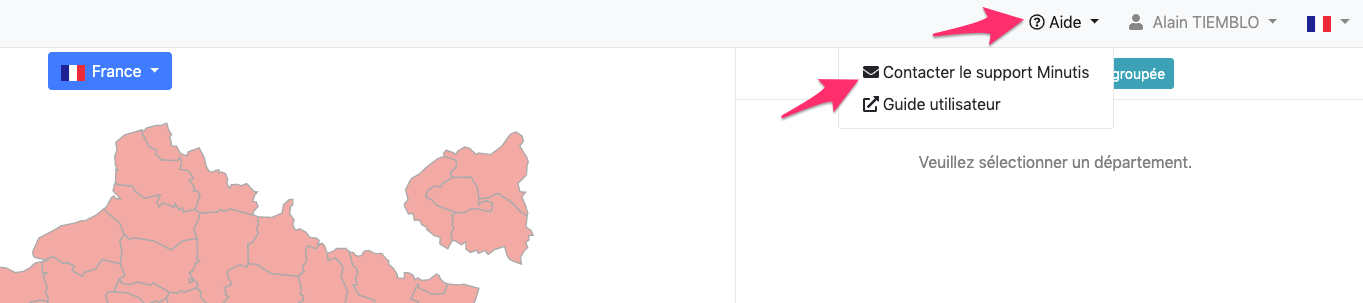 Aide
Alain TIEMBLO
France
Contacter le support Minutis
groupée
Guide utilisateur
Veuillez sélectionner un département.